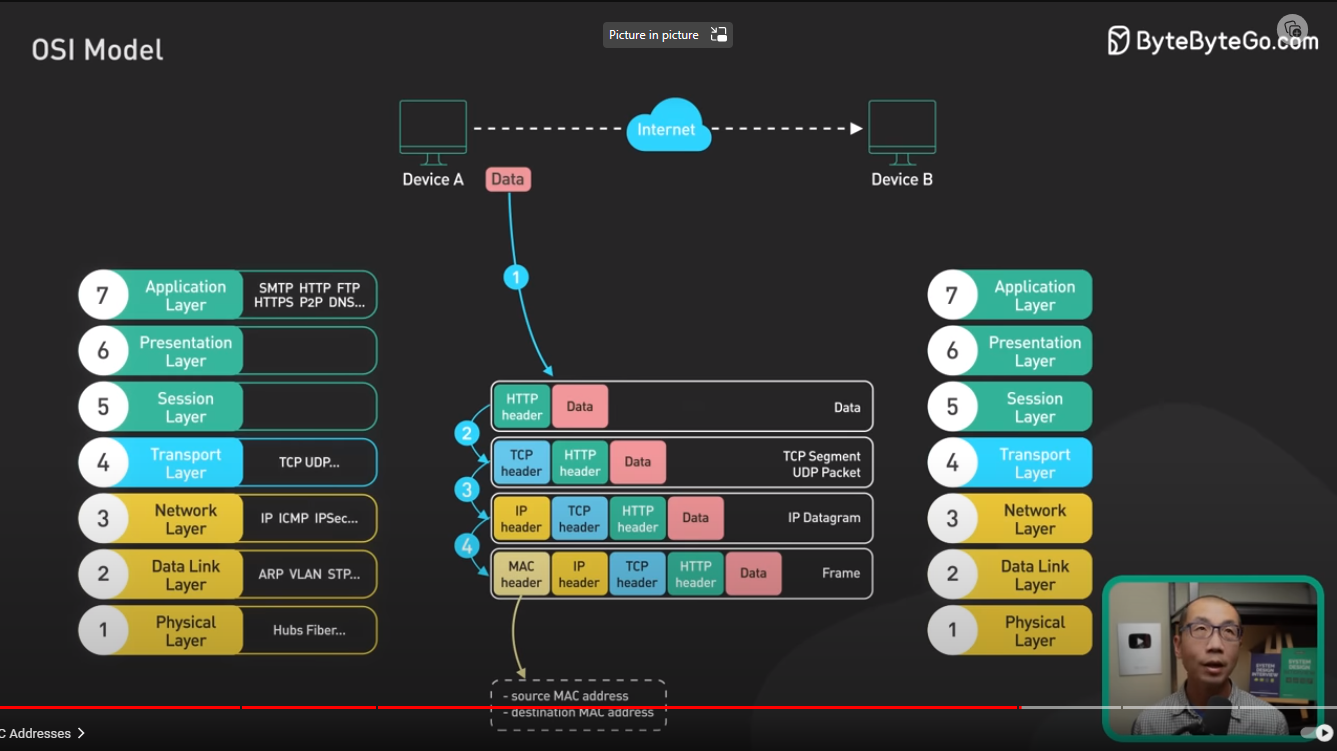 Picture in picture
OSI Model
ByteByteGo.com
Internet
Device A
Data
Device B
1
7
Application
Layer
SMTP HTTP FTP
HTTPS P2P DNS...
6
Presentation
Layer
5
Session
Layer
4
Transport
Layer
TCP UDP...
3
Network
Layer
IP ICMP IPSec...
2
Data Link
Layer
ARP VLAN STP...
1
Physical
Layer
Hubs Fiber...
HTTP
header
Data
Data
2
TCP
header
HTTP
header
Data
TCP Segment
UDP Packet
3
IP
header
TCP
header
HTTP
header
Data
IP Datagram
4
MAC
header
IP
header
TCP
header
HTTP
header
Data
Frame
- source MAC address
- destination MAC address
7
Application
Layer
6
Presentation
Layer
5
Session
Layer
4
Transport
Layer
3
Network
Layer
2
Data Link
Layer
1
Physical
Layer
SYSTEM
DESIGN
INTERVIEW
SYSTEM
DESIGN
INTERVIEW
C Addresses